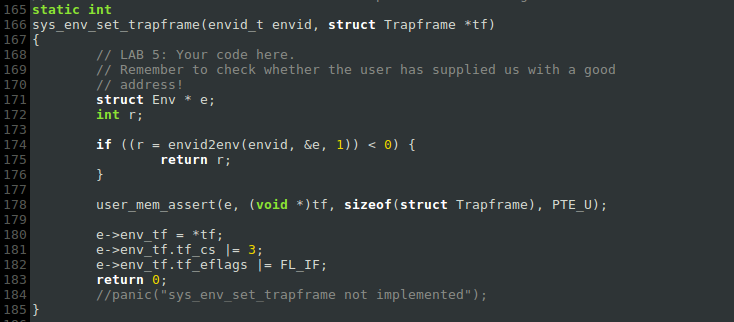 165 static int
166 sys_env_set_trapframe(envid_t envid, struct Trapframe *tf)
167 {
168         // LAB 5: Your code here.
169         // Remember to check whether the user has supplied us with a good
170         // address!
171         struct Env * e;
172         int r;
173
174         if ((r = envid2env(envid, &e, 1)) < 0) {
175                 return r;
176         }
177
178         user_mem_assert(e, (void *)tf, sizeof(struct Trapframe), PTE_U);
179
180         e->env_tf = *tf;
181         e->env_tf.tf_cs |= 3;
182         e->env_tf.tf_eflags |= FL_IF;
183         return 0;
184         //panic("sys_env_set_trapframe not implemented");
185 }